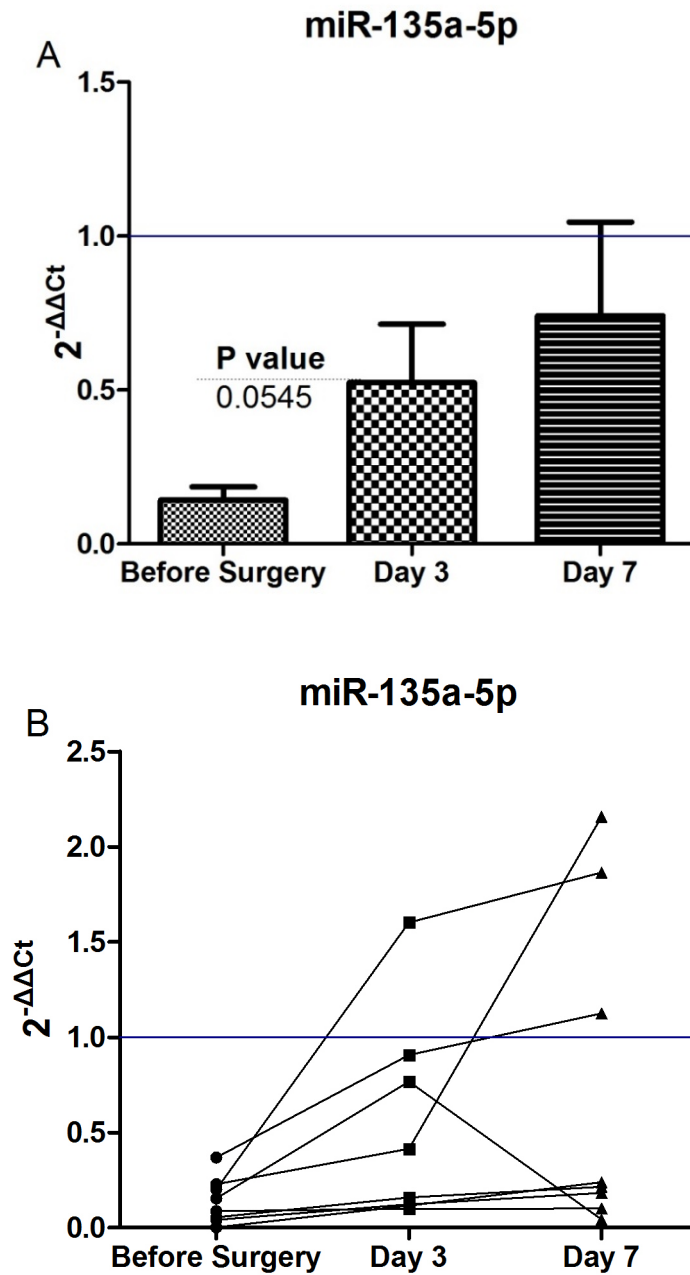 miR-135a-5p
A
1.5
1.0
0.5
0.0
2-ΔΔCt
P value
0.0545
Before Surgery Day 3 Day 7
miR-135a-5p
B
2.5
2.0
1.5
1.0
0.5
0.0
2-ΔΔCt
Before Surgery Day 3 Day 7